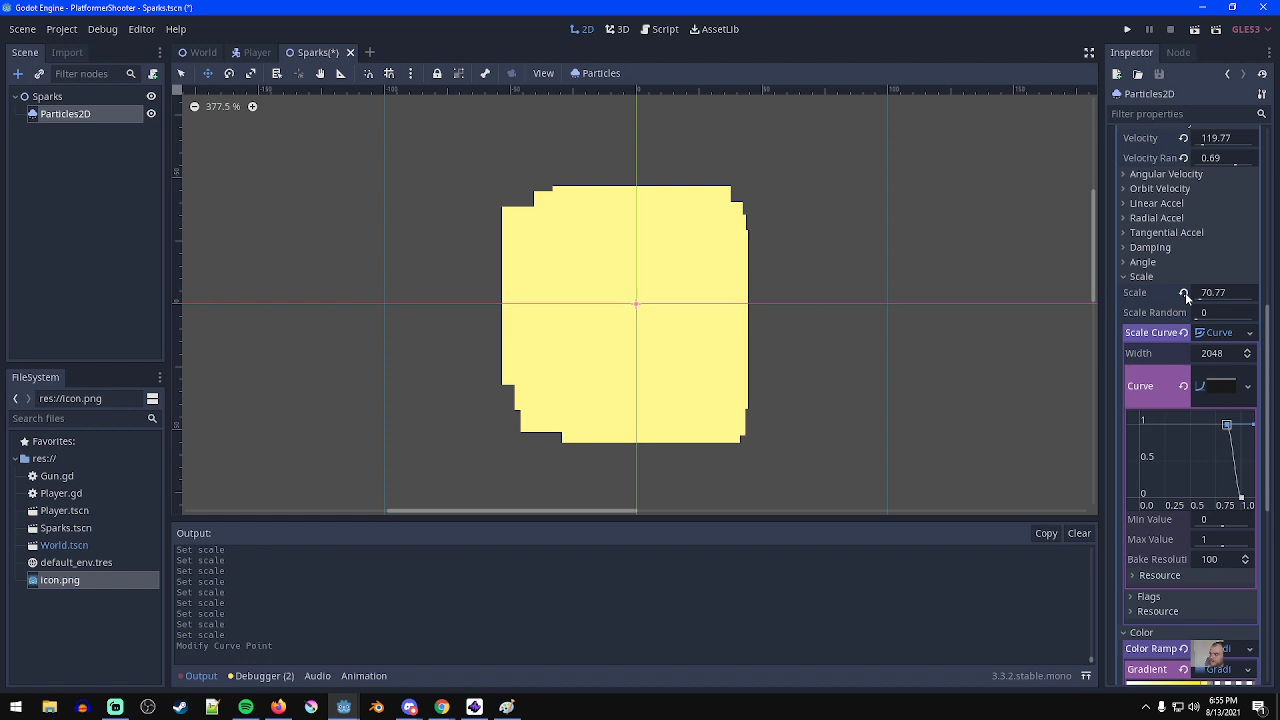 Godot Engine - PlatformerShooter - Sparks.tscn (*)
Scene Project Debug Editor Help
2D 3D Script AssetLib
GLES3
Scene Import
World Player Sparks(*)
Inspector Node
Filter nodes
View Particles
Sparks
Particles2D
377.5 %
-150 -100 -50 0 50 100 150
Particles2D
Filter properties
Velocity 119.77
Velocity Ran 0.69
Angular Velocity
Orbit Velocity
Linear Accel
Radial Accel
Tangential Accel
Damping
Angle
Scale
Scale 70.77
Scale Random 0
Scale Curve Curve
Width 2048
Curve
1
0.5
0
0.0 0.25 0.5 0.75 1.0
Min Value 0
Max Value 1
Bake Resoluti 100
Resource
Flags
Resource
Color
Color Ramp
Gradient Gradi
FileSystem
res://icon.png
Search files
Favorites:
res://
Gun.gd
Player.gd
Player.tscn
Sparks.tscn
World.tscn
default_env.tres
icon.png
Output: Copy Clear
Set scale
Set scale
Set scale
Set scale
Set scale
Set scale
Set scale
Set scale
Set scale
Modify Curve Point
Output Debugger (2) Audio Animation
3.3.2.stable.mono
6:55 PM
8/13/2021